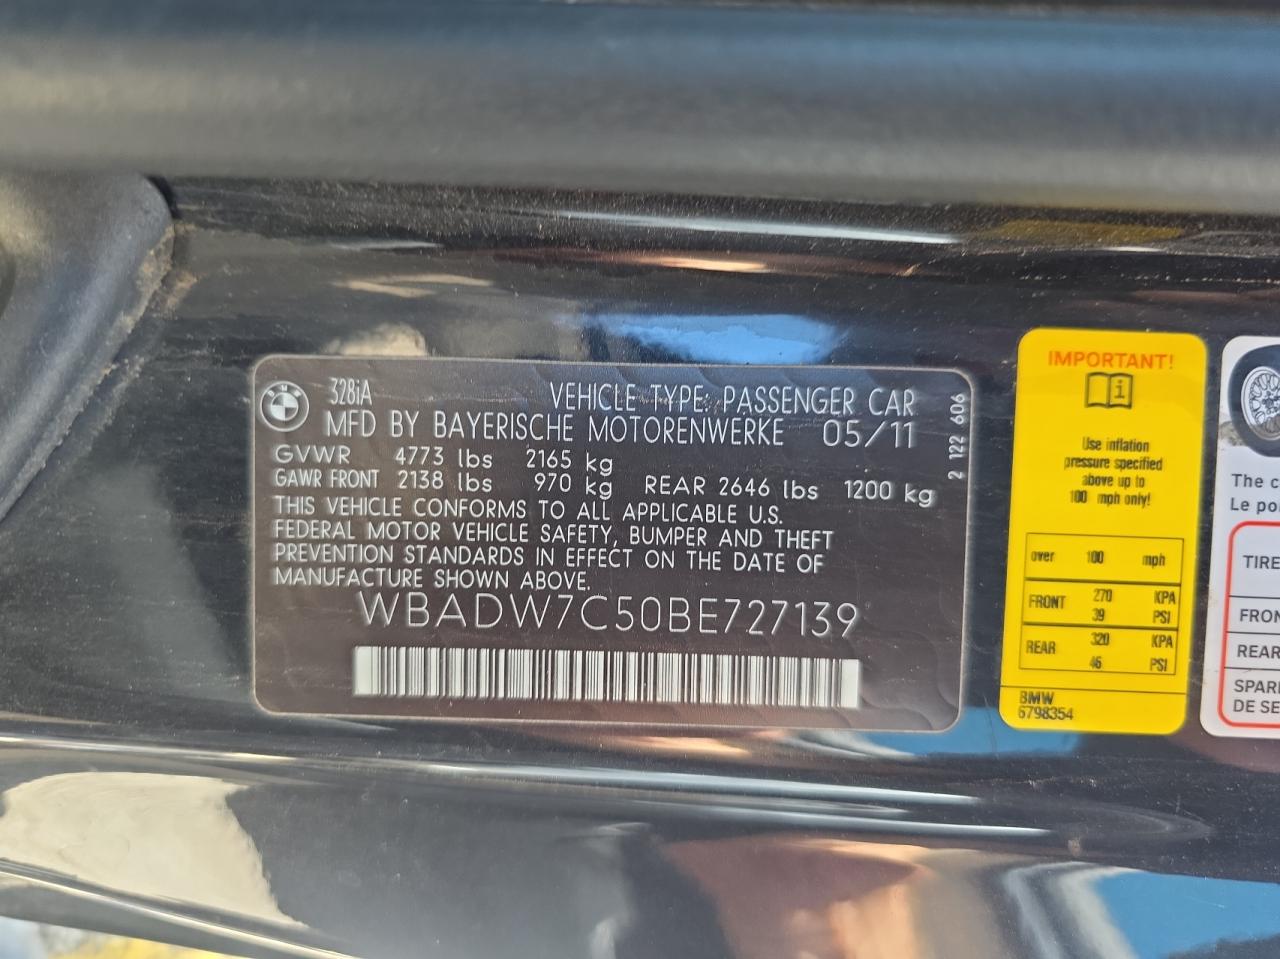 328iA VEHICLE TYPE: PASSENGER CAR
MFD BY BAYERISCHE MOTORENWERKE 05/11
GVWR 4773 lbs 2165 kg
GAWR FRONT 2138 lbs 970 kg REAR 2646 lbs 1200 kg
THIS VEHICLE CONFORMS TO ALL APPLICABLE U.S.
FEDERAL MOTOR VEHICLE SAFETY, BUMPER AND THEFT
PREVENTION STANDARDS IN EFFECT ON THE DATE OF
MANUFACTURE SHOWN ABOVE.
WBADW7C50BE727139
2 122 606
IMPORTANT!
Use inflation
pressure specified
above up to
100 mph only!
over 100 mph
FRONT 270 KPA
39 PSI
REAR 320 KPA
46 PSI
BMW
6798354
The c
Le po
TIRE
FRON
REAR
SPAR
DE SE